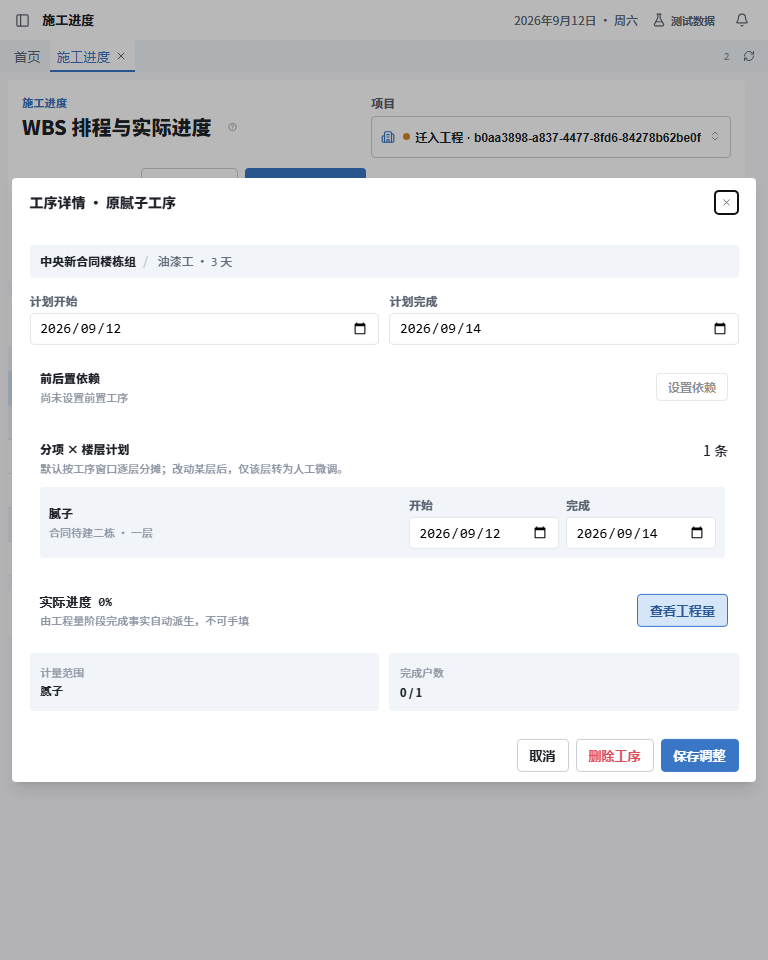 施工进度
2026年9月12日 • 周六
测试数据
首页
施工进度
2
施工进度
WBS 排程与实际进度
项目
迁入工程 · b0aa3898-a837-4477-8fd6-84278b62be0f
工序详情 • 原腻子工序
中央新合同楼栋组 / 油漆工 • 3 天
计划开始
计划完成
2026/09/12
2026/09/14
前后置依赖
尚未设置前置工序
设置依赖
分项 × 楼层计划
1 条
默认按工序窗口逐层分摊；改动某层后，仅该层转为人工微调。
腻子
合同待建二栋 • 一层
开始
完成
2026/09/12
2026/09/14
实际进度 0%
由工程量阶段完成事实自动派生，不可手填
查看工程量
计量范围
腻子
完成户数
0 / 1
取消
删除工序
保存调整